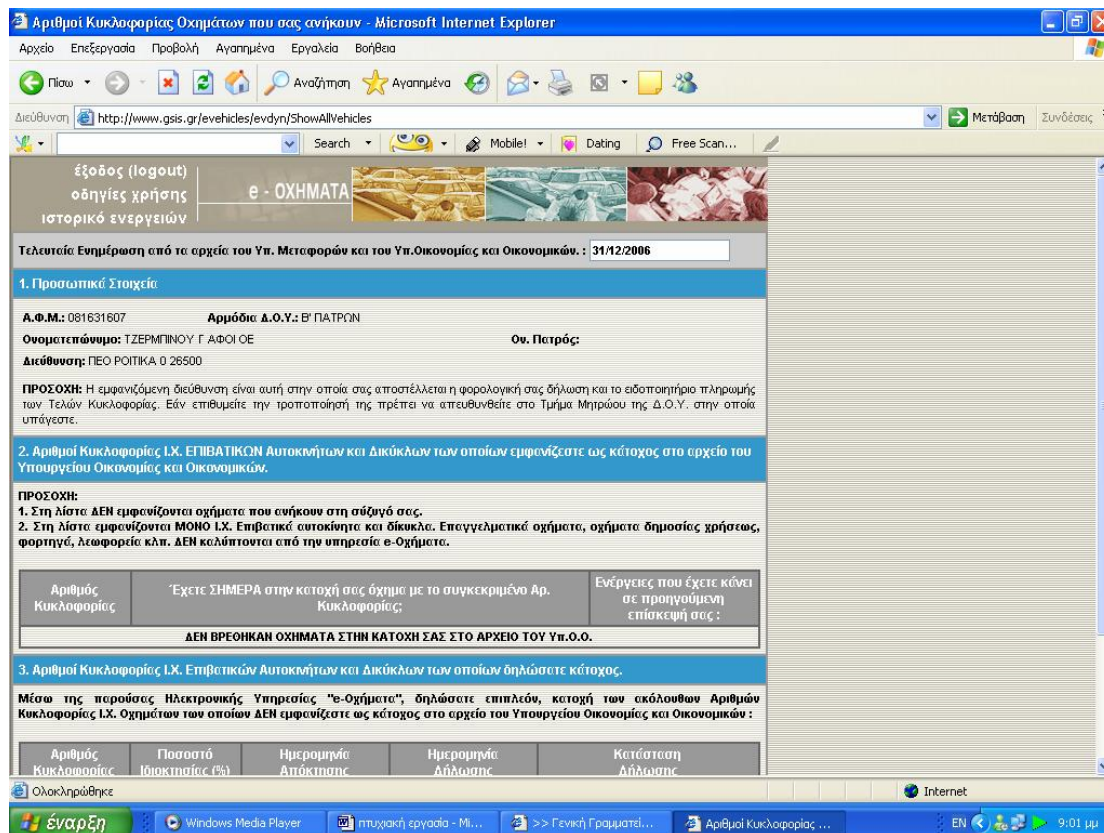 Αριθμοί Κυκλοφορίας Οχημάτων που σας ανήκουν - Microsoft Internet Explorer
Αρχείο Επεξεργασία Προβολή Αγαπημένα Εργαλεία Βοήθεια
Πίσω Αναζήτηση Αγαπημένα
Διεύθυνση http://www.gsis.gr/evehicles/evdyn/ShowAllVehicles Μετάβαση Συνδέσεις
Search Mobile! Dating Free Scan...
έξοδος (logout)
οδηγίες χρήσης
ιστορικό ενεργειών
e - ΟΧΗΜΑΤΑ
Τελευταία Ενημέρωση από τα αρχεία του Υπ. Μεταφορών και του Υπ.Οικονομίας και Οικονομικών. : 31/12/2006
1. Προσωπικά Στοιχεία
Α.Φ.Μ.: 081631607 Αρμόδια Δ.Ο.Υ.: Β' ΠΑΤΡΩΝ
Ονοματεπώνυμο: ΤΖΕΡΜΠΙΝΟΥ Γ ΑΦΟΙ ΟΕ Ον. Πατρός:
Διεύθυνση: ΠΕΟ ΡΟΙΤΙΚΑ 0 26500
ΠΡΟΣΟΧΗ: Η εμφανιζόμενη διεύθυνση είναι αυτή στην οποία σας αποστέλλεται η φορολογική σας δήλωση και το ειδοποιητήριο πληρωμής
των Τελών Κυκλοφορίας. Εάν επιθυμείτε την τροποποίησή της πρέπει να απευθυνθείτε στο Τμήμα Μητρώου της Δ.Ο.Υ. στην οποία
υπάγεστε.
2. Αριθμοί Κυκλοφορίας Ι.Χ. ΕΠΙΒΑΤΙΚΩΝ Αυτοκινήτων και Δικύκλων των οποίων εμφανίζεστε ως κάτοχος στο αρχείο του
Υπουργείου Οικονομίας και Οικονομικών.
ΠΡΟΣΟΧΗ:
1. Στη λίστα ΔΕΝ εμφανίζονται οχήματα που ανήκουν στη σύζυγό σας.
2. Στη λίστα εμφανίζονται ΜΟΝΟ Ι.Χ. Επιβατικά αυτοκίνητα και δίκυκλα. Επαγγελματικά οχήματα, οχήματα δημοσίας χρήσεως,
φορτηγά, λεωφορεία κλπ. ΔΕΝ καλύπτονται από την υπηρεσία e-Οχήματα.
Αριθμός Κυκλοφορίας Έχετε ΣΗΜΕΡΑ στην κατοχή σας όχημα με το συγκεκριμένο Αρ. Κυκλοφορίας; Ενέργειες που έχετε κάνει σε προηγούμενη επίσκεψή σας :
ΔΕΝ ΒΡΕΘΗΚΑΝ ΟΧΗΜΑΤΑ ΣΤΗΝ ΚΑΤΟΧΗ ΣΑΣ ΣΤΟ ΑΡΧΕΙΟ ΤΟΥ Υπ.Ο.Ο.
3. Αριθμοί Κυκλοφορίας Ι.Χ. Επιβατικών Αυτοκινήτων και Δικύκλων των οποίων δηλώσατε κάτοχος.
Μέσω της παρούσας Ηλεκτρονικής Υπηρεσίας "e-Οχήματα", δηλώσατε επιπλέον, κατοχή των ακόλουθων Αριθμών
Κυκλοφορίας Ι.Χ. Οχημάτων των οποίων ΔΕΝ εμφανίζεστε ως κάτοχος στο αρχείο του Υπουργείου Οικονομίας και Οικονομικών :
Αριθμός Ποσοστό Ημερομηνία Ημερομηνία Κατάσταση
Κυκλοφορίας Ιδιοκτησίας (%) Απόκτησης Δήλωσης Δήλωσης
Ολοκληρώθηκε Internet
έναρξη Windows Media Player πτυχιακή εργασία - Mi... >> Γενική Γραμματεί... Αριθμοί Κυκλοφορίας ... EN 9:01 μμ